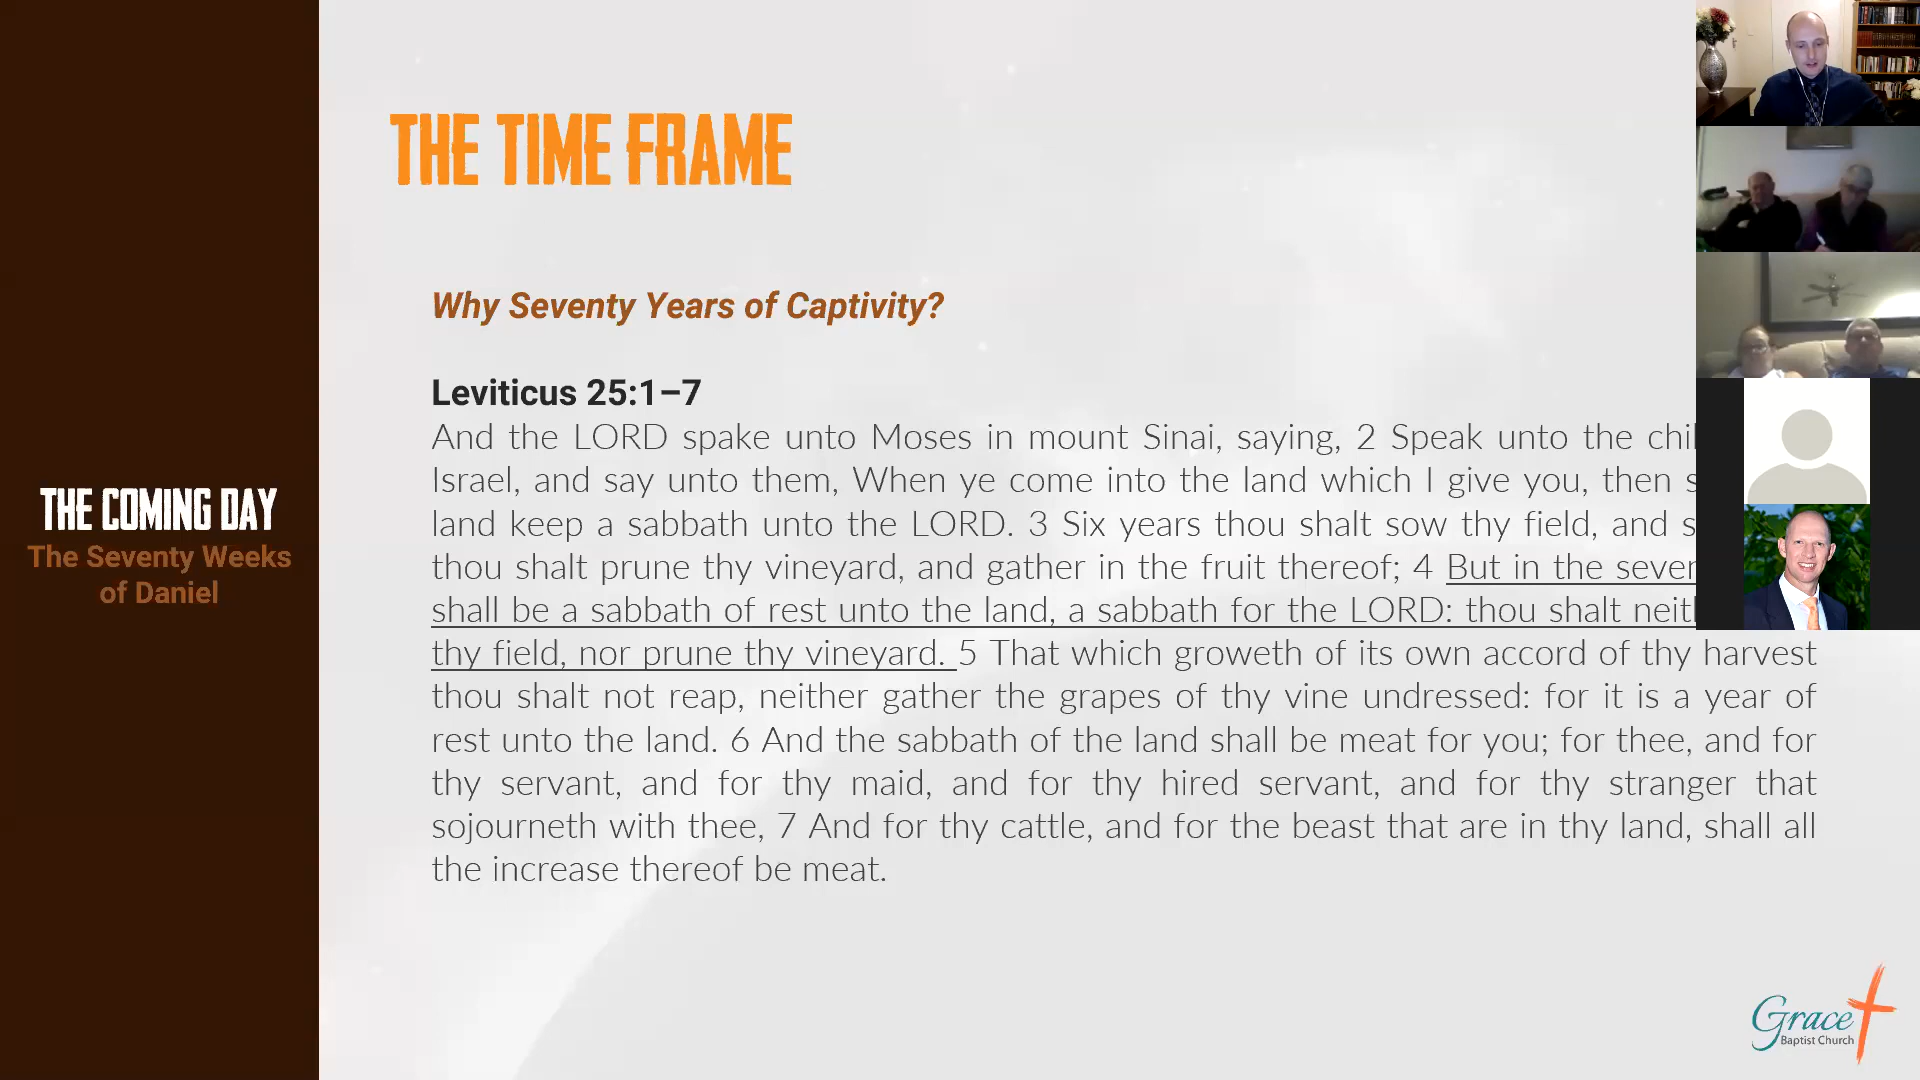 THE TIME FRAME
Why Seventy Years of Captivity?
Leviticus 25:1–7
And the LORD spake unto Moses in mount Sinai, saying, 2 Speak unto the
Israel, and say unto them, When ye come into the land which I give you, then
land keep a sabbath unto the LORD. 3 Six years thou shalt sow thy field, and
thou shalt prune thy vineyard, and gather in the fruit thereof; 4 But in the
shall be a sabbath of rest unto the land, a sabbath for the LORD: thou shalt
thy field, nor prune thy vineyard. 5 That which groweth of its own accord of thy harvest
thou shalt not reap, neither gather the grapes of thy vine undressed: for it is a year of
rest unto the land. 6 And the sabbath of the land shall be meat for you; for thee, and for
thy servant, and for thy maid, and for thy hired servant, and for thy stranger that
sojourneth with thee, 7 And for thy cattle, and for the beast that are in thy land, shall all
the increase thereof be meat.
THE COMING DAY
The Seventy Weeks
of Daniel
Grace
Baptist Church